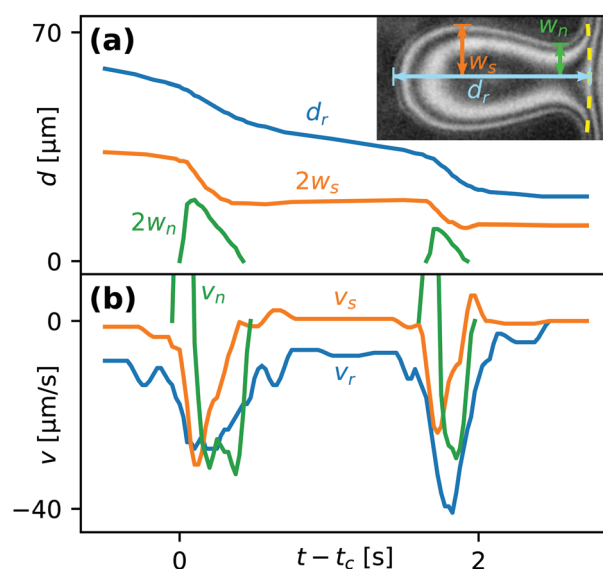 70
(a)
w_n
w_s
d_r
d [μm]
d_r
2w_s
2w_n
0
(b)
v_n
v_s
0
v_r
v [μm/s]
−40
0
2
t − t_c [s]